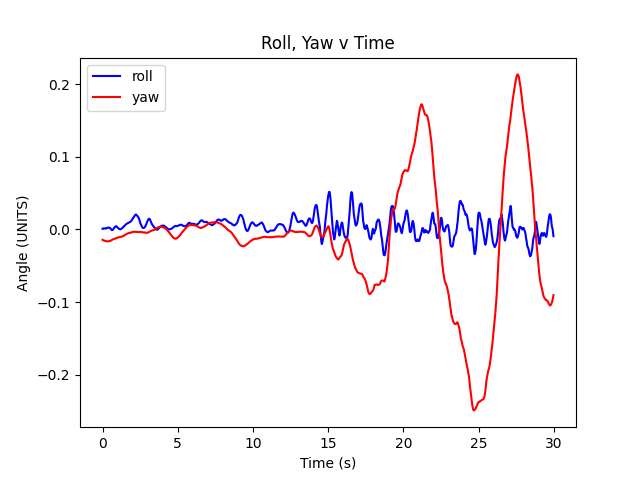 Roll, Yaw v Time
roll
yaw
Angle (UNITS)
0.2
0.1
0.0
−0.1
−0.2
0 5 10 15 20 25 30
Time (s)